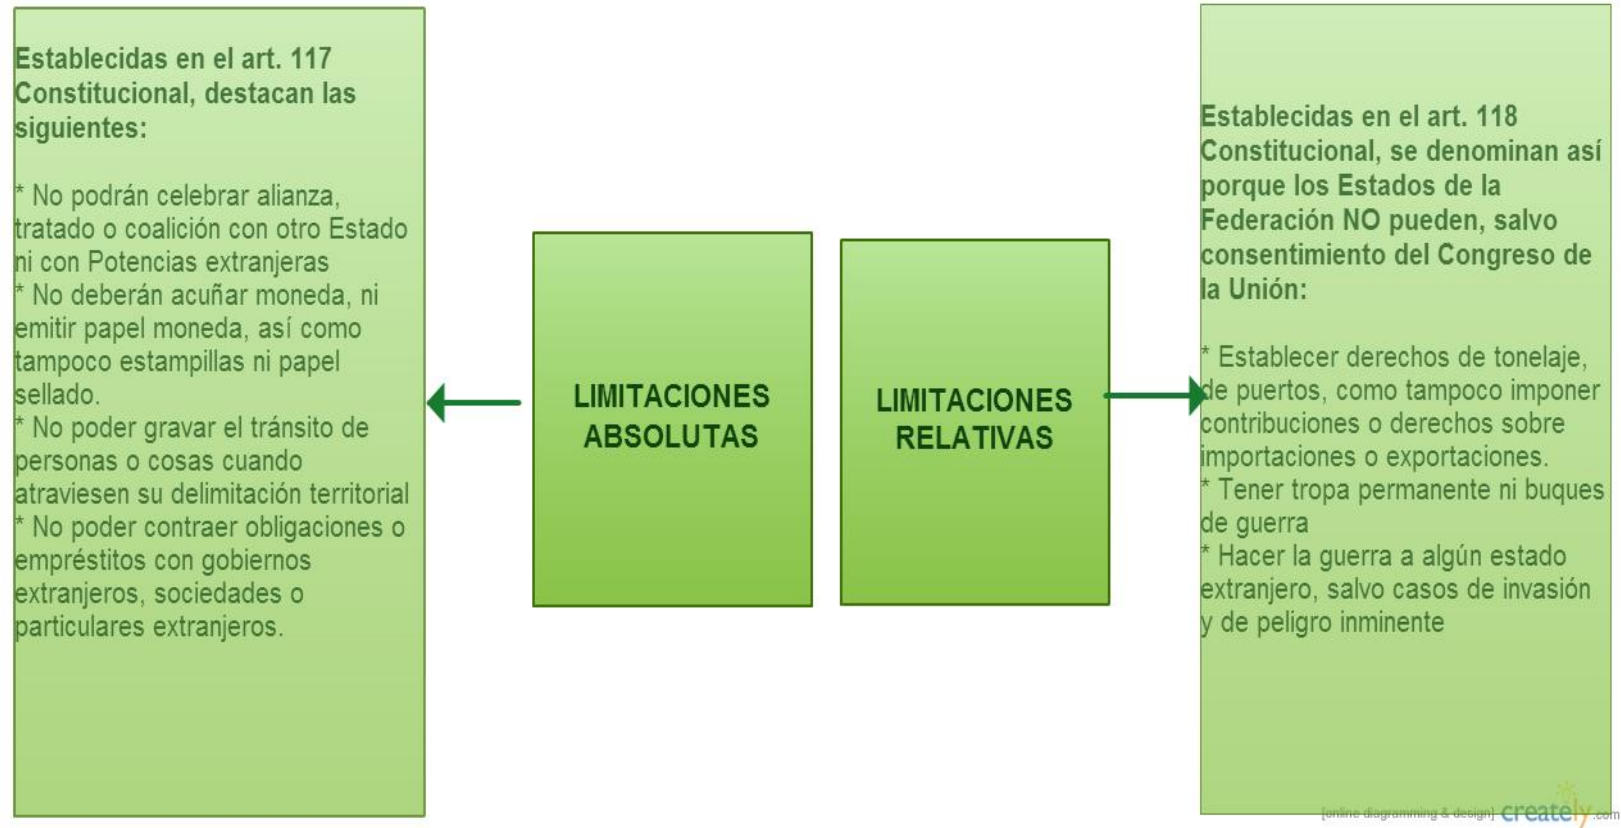 Establecidas en el art. 117
Constitucional, destacan las
siguientes:
* No podrán celebrar alianza,
tratado o coalición con otro Estado
ni con Potencias extranjeras
* No deberán acuñar moneda, ni
emitir papel moneda, así como
tampoco estampillas ni papel
sellado.
* No poder gravar el tránsito de
personas o cosas cuando
atraviesen su delimitación territorial
* No poder contraer obligaciones o
empréstitos con gobiernos
extranjeros, sociedades o
particulares extranjeros.
LIMITACIONES
ABSOLUTAS
LIMITACIONES
RELATIVAS
Establecidas en el art. 118
Constitucional, se denominan así
porque los Estados de la
Federación NO pueden, salvo
consentimiento del Congreso de
la Unión:
* Establecer derechos de tonelaje,
de puertos, como tampoco imponer
contribuciones o derechos sobre
importaciones o exportaciones.
* Tener tropa permanente ni buques
de guerra
* Hacer la guerra a algún estado
extranjero, salvo casos de invasión
y de peligro inminente
[online diagramming & design] creately.com